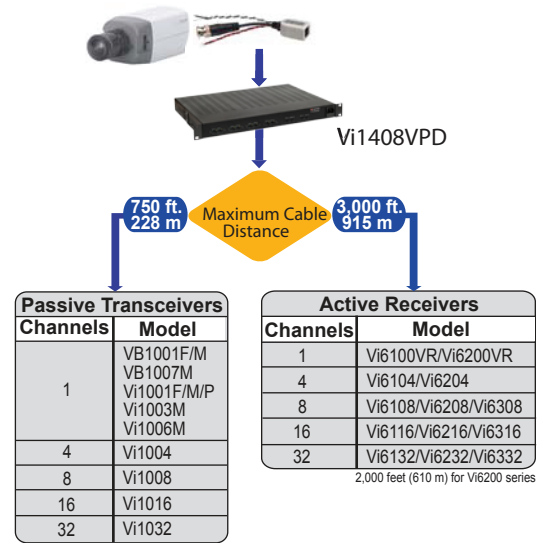 Vi1408VPD
750 ft.
228 m
Maximum Cable
Distance
3,000 ft.
915 m
Passive Transceivers
Channels Model
1
VB1001F/M
VB1007M
Vi1001F/M/P
Vi1003M
Vi1006M
4 Vi1004
8 Vi1008
16 Vi1016
32 Vi1032
Active Receivers
Channels Model
1 Vi6100VR/Vi6200VR
4 Vi6104/Vi6204
8 Vi6108/Vi6208/Vi6308
16 Vi6116/Vi6216/Vi6316
32 Vi6132/Vi6232/Vi6332
2,000 feet (610 m) for Vi6200 series